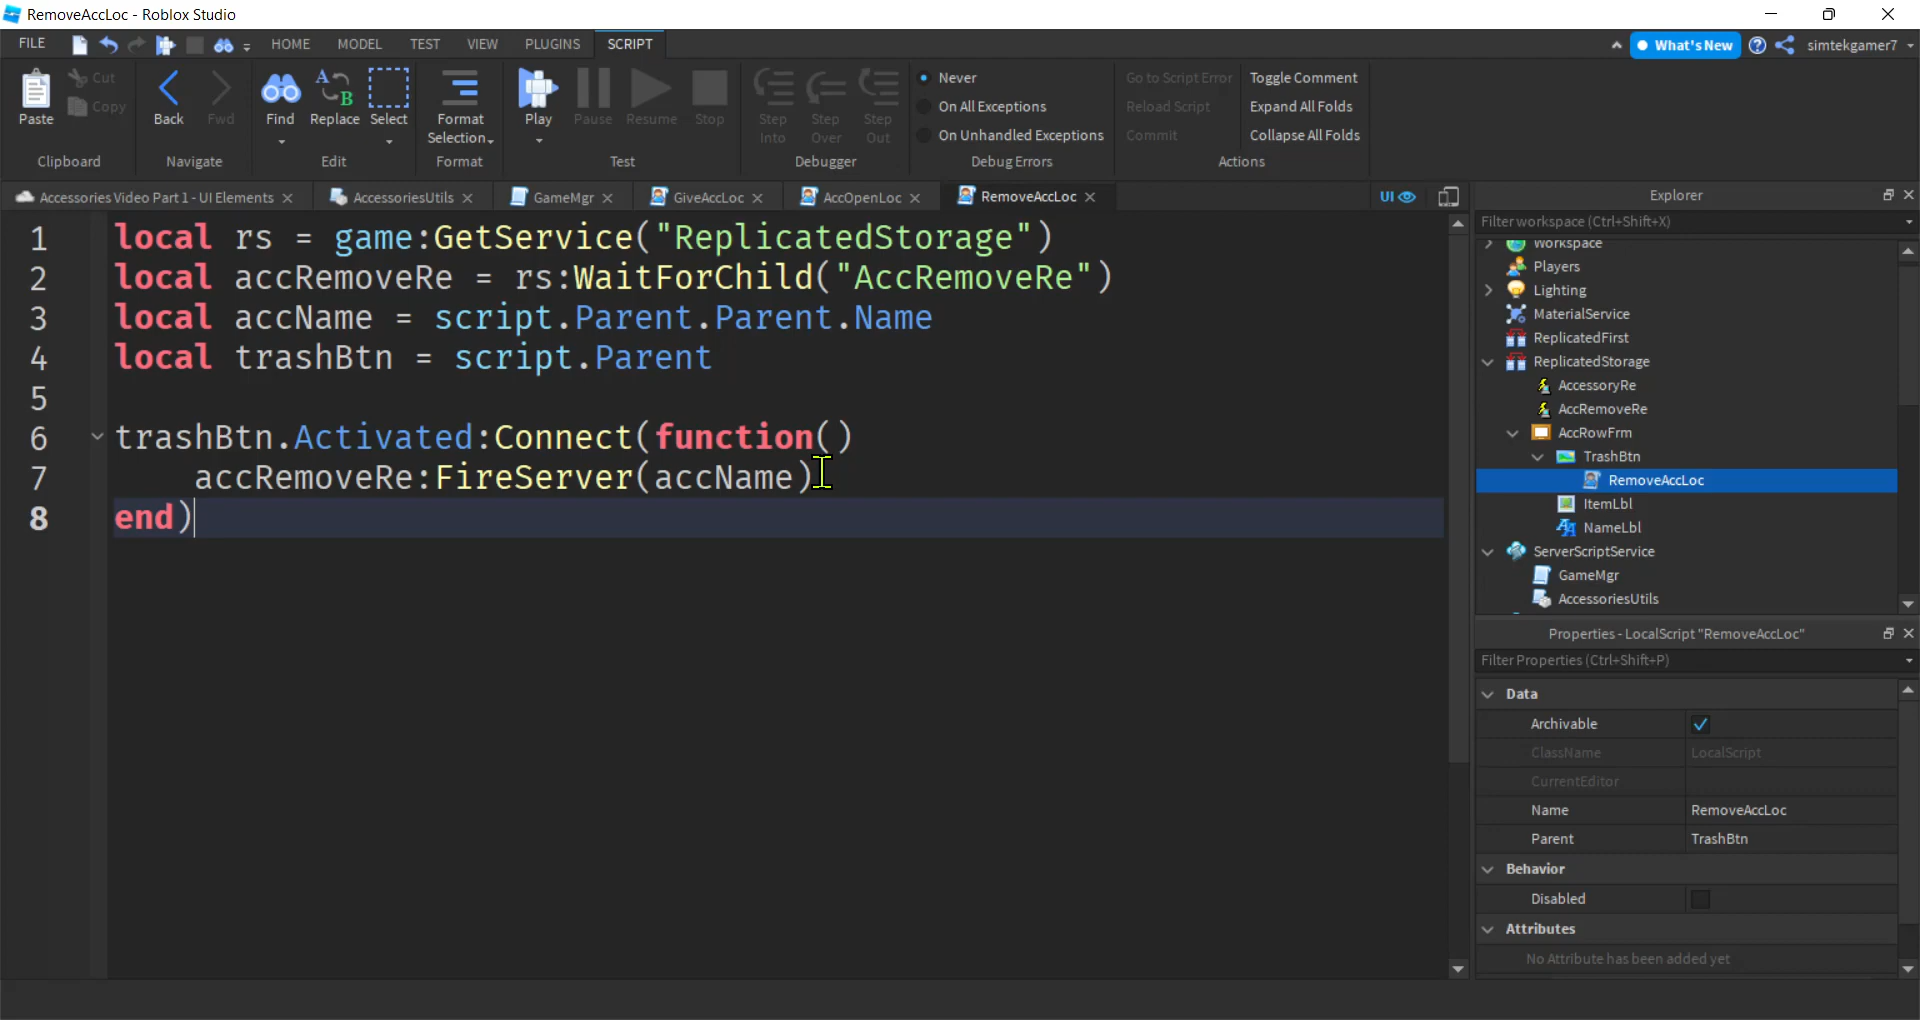 RemoveAccLoc - Roblox Studio
FILE HOME MODEL TEST VIEW PLUGINS SCRIPT What's New simtekgamer7
Paste Cut Copy Clipboard
Back Fwd Navigate
Find Replace Select Edit
Format Selection Format
Play Pause Resume Stop Test
Step Into Step Over Step Out Debugger
Never
On All Exceptions
On Unhandled Exceptions
Debug Errors
Go to Script Error Toggle Comment
Reload Script Expand All Folds
Commit Collapse All Folds
Actions
Accessories Video Part 1 - UI Elements AccessoriesUtils GameMgr GiveAccLoc AccOpenLoc RemoveAccLoc UI
1 local rs = game:GetService("ReplicatedStorage")
2 local accRemoveRe = rs:WaitForChild("AccRemoveRe")
3 local accName = script.Parent.Parent.Name
4 local trashBtn = script.Parent
5
6 trashBtn.Activated:Connect(function()
7 accRemoveRe:FireServer(accName)
8 end)
Explorer
Filter workspace (Ctrl+Shift+X)
Workspace
Players
Lighting
MaterialService
ReplicatedFirst
ReplicatedStorage
AccessoryRe
AccRemoveRe
AccRowFrm
TrashBtn
RemoveAccLoc
ItemLbl
NameLbl
ServerScriptService
GameMgr
AccessoriesUtils
Properties - LocalScript "RemoveAccLoc"
Filter Properties (Ctrl+Shift+P)
Data
Archivable
ClassName LocalScript
CurrentEditor
Name RemoveAccLoc
Parent TrashBtn
Behavior
Disabled
Attributes
No Attribute has been added yet